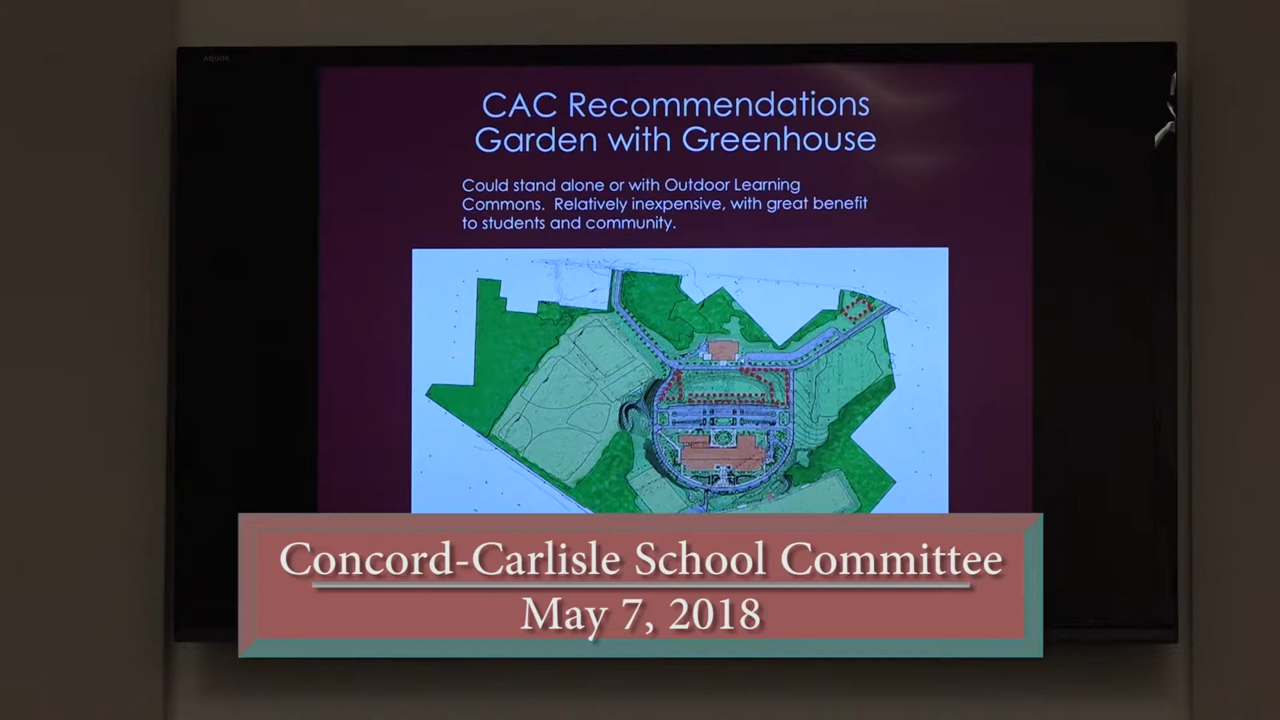 AQUOS
CAC Recommendations
Garden with Greenhouse
Could stand alone or with Outdoor Learning
Commons. Relatively inexpensive, with great benefit
to students and community.
Concord-Carlisle School Committee
May 7, 2018